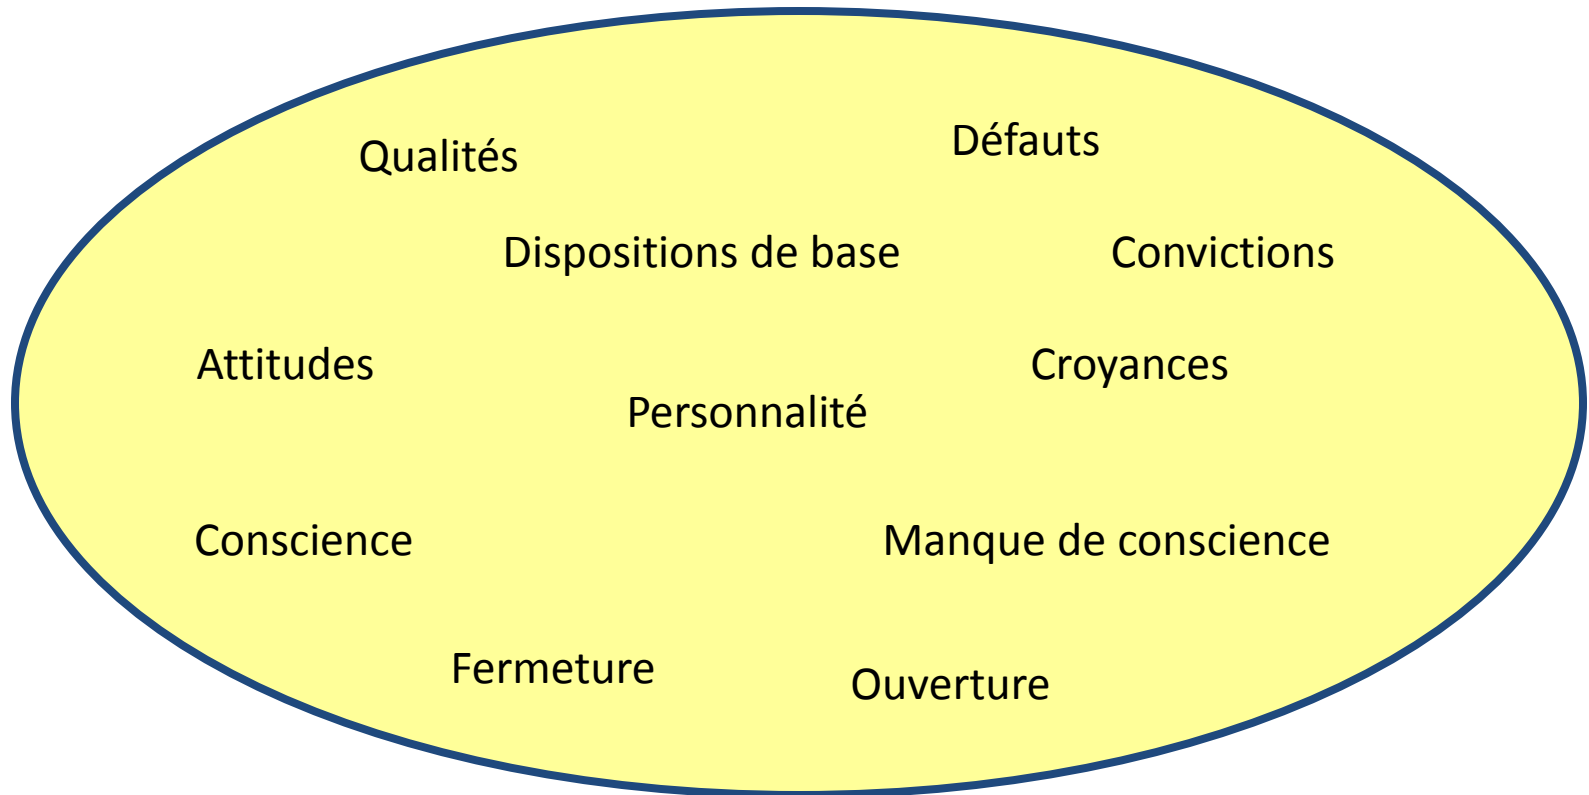 Qualités
Défauts
Dispositions de base
Convictions
Attitudes
Croyances
Personnalité
Conscience
Manque de conscience
Fermeture
Ouverture